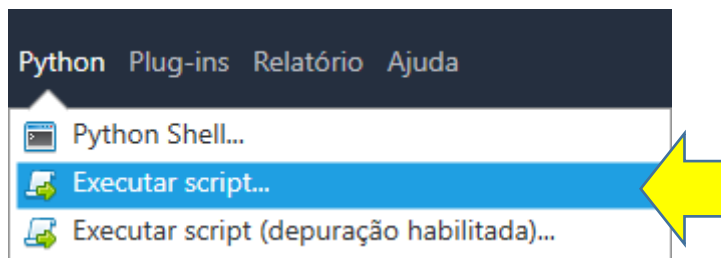 Python Plug-ins Relatório Ajuda
Python Shell...
Executar script...
Executar script (depuração habilitada)...